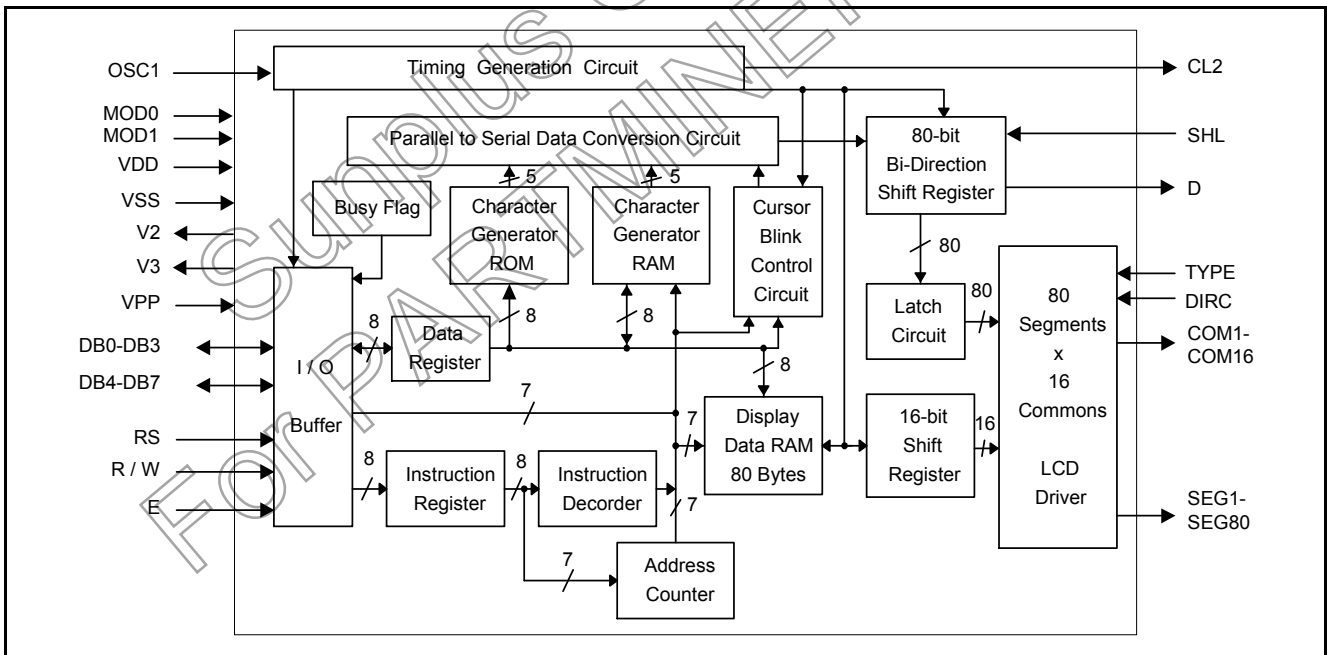 OSC1
MOD0
MOD1
VDD
VSS
V2
V3
VPP
DB0-DB3
DB4-DB7
RS
R / W
E
Timing Generation Circuit
Parallel to Serial Data Conversion Circuit
5
5
Busy Flag
Character
Generator
ROM
Character
Generator
RAM
Cursor
Blink
Control
Circuit
80-bit
Bi-Direction
Shift Register
80
8
8
8
Data
Register
I / O
Buffer
7
8
Instruction
Register
8
Instruction
Decorder
7
7
7
Address
Counter
8
Display
Data RAM
80 Bytes
Latch
Circuit
80
16-bit
Shift
Register
16
80
Segments
x
16
Commons
LCD
Driver
CL2
SHL
D
TYPE
DIRC
COM1-
COM16
SEG1-
SEG80
Sunplus
For PARTMINER